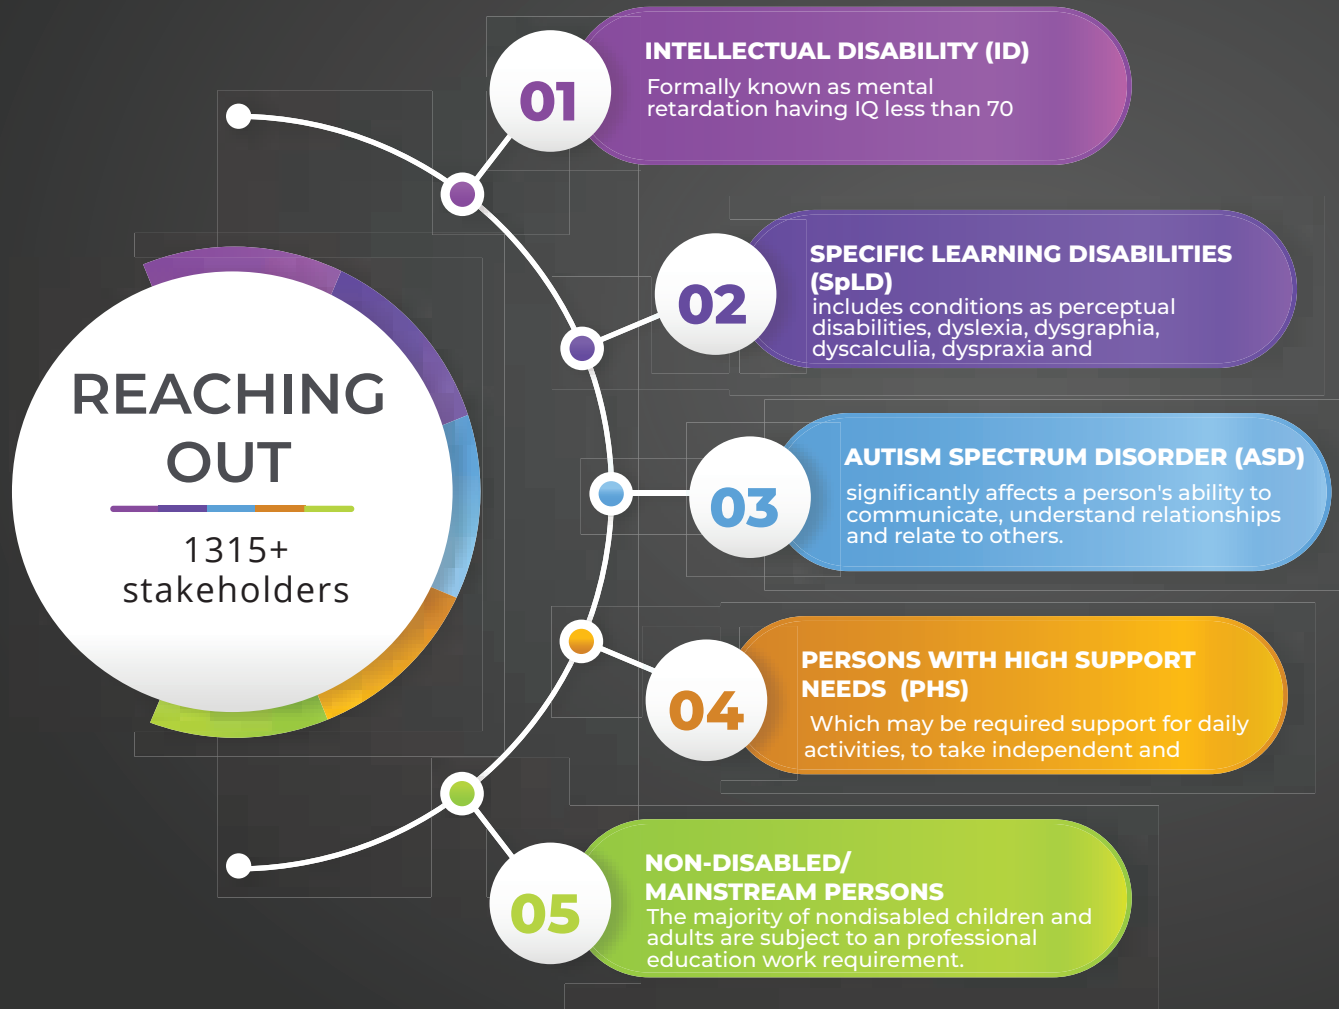 REACHING
OUT
1315+
stakeholders
01
INTELLECTUAL DISABILITY (ID)
Formally known as mental
retardation having IQ less than 70
02
SPECIFIC LEARNING DISABILITIES
(SpLD)
includes conditions as perceptual
disabilities, dyslexia, dysgraphia,
dyscalculia, dyspraxia and
03
AUTISM SPECTRUM DISORDER (ASD)
significantly affects a person's ability to
communicate, understand relationships
and relate to others.
04
PERSONS WITH HIGH SUPPORT
NEEDS (PHS)
Which may be required support for daily
activities, to take independent and
05
NON-DISABLED/
MAINSTREAM PERSONS
The majority of nondisabled children and
adults are subject to an professional
education work requirement.